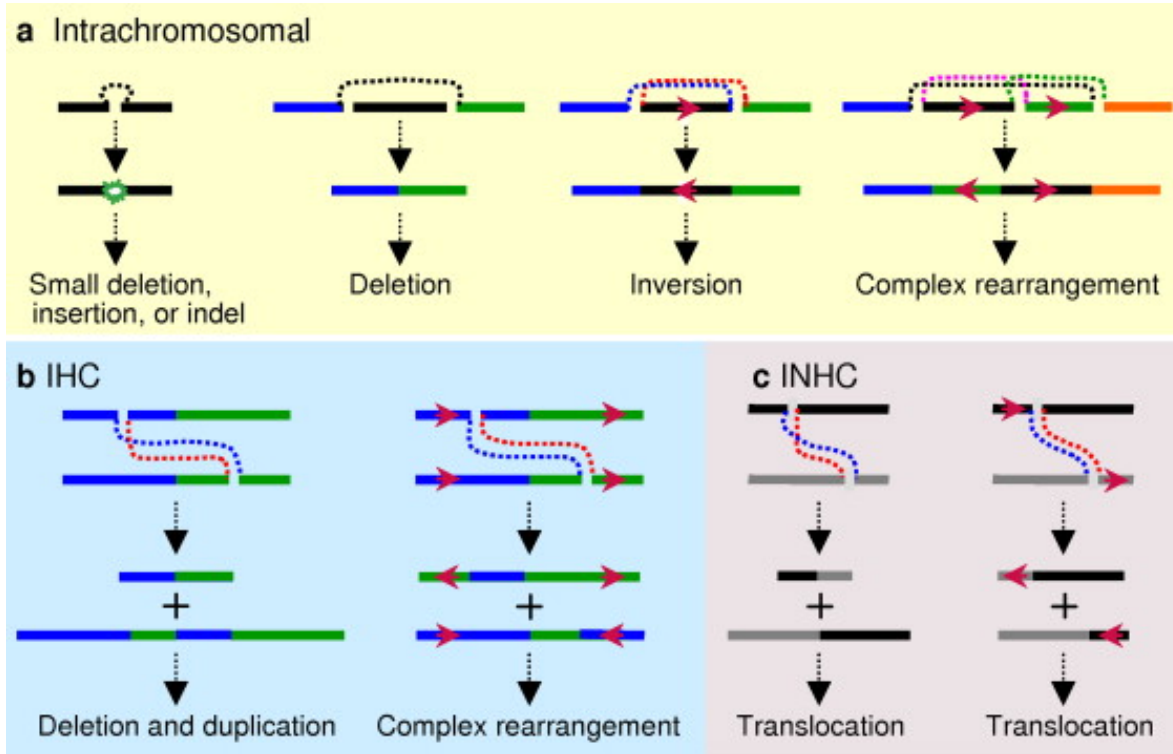 a Intrachromosomal
Small deletion,
insertion, or indel
Deletion
Inversion
Complex rearrangement
b IHC
+
Deletion and duplication
+
Complex rearrangement
c INHC
+
Translocation
+
Translocation